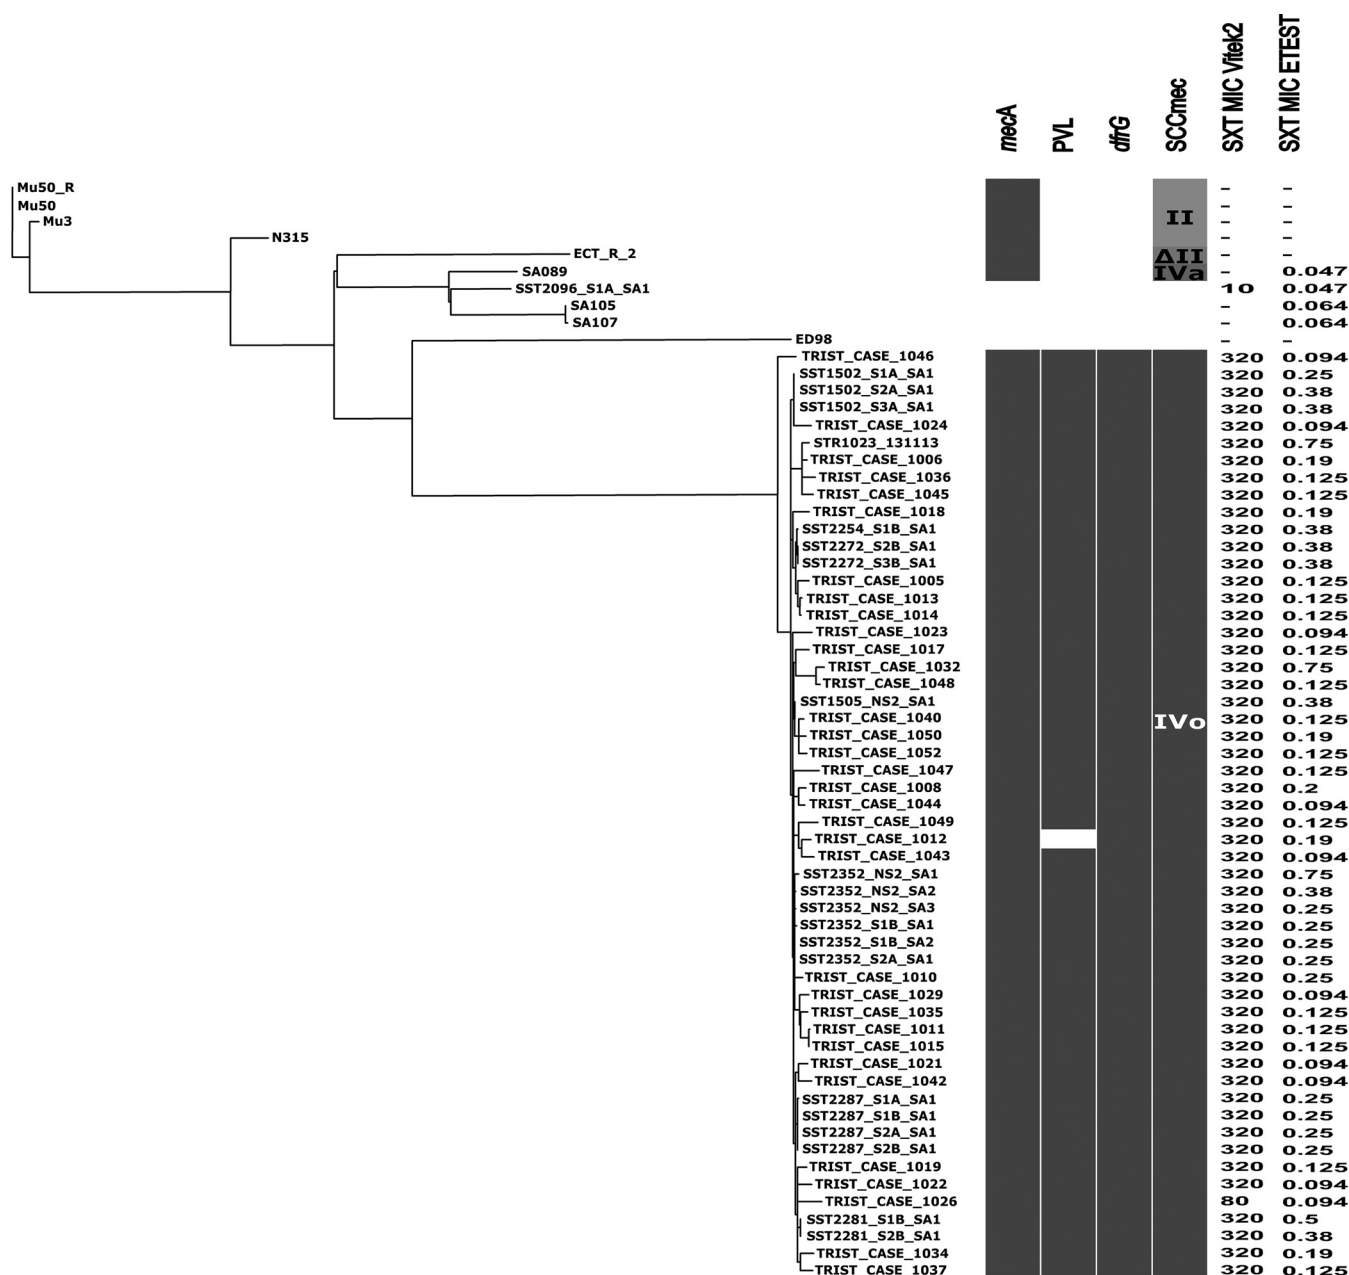 mecA PVL dfrG SCCmec SXT MIC Vitek2 SXT MIC ETEST
Mu50_R - -
Mu50 - -
Mu3 II - -
N315 - -
ECT_R_2 ΔII - -
SA089 IVa - 0.047
SST2096_S1A_SA1 10 0.047
SA105 - 0.064
SA107 - 0.064
ED98 - -
TRIST_CASE_1046 320 0.094
SST1502_S1A_SA1 320 0.25
SST1502_S2A_SA1 320 0.38
SST1502_S3A_SA1 320 0.38
TRIST_CASE_1024 320 0.094
STR1023_131113 320 0.75
TRIST_CASE_1006 320 0.19
TRIST_CASE_1036 320 0.125
TRIST_CASE_1045 320 0.125
TRIST_CASE_1018 320 0.19
SST2254_S1B_SA1 320 0.38
SST2272_S2B_SA1 320 0.38
SST2272_S3B_SA1 320 0.38
TRIST_CASE_1005 320 0.125
TRIST_CASE_1013 320 0.125
TRIST_CASE_1014 320 0.125
TRIST_CASE_1023 320 0.094
TRIST_CASE_1017 320 0.125
TRIST_CASE_1032 320 0.75
TRIST_CASE_1048 320 0.125
SST1505_NS2_SA1 320 0.38
TRIST_CASE_1040 IVo 320 0.125
TRIST_CASE_1050 320 0.19
TRIST_CASE_1052 320 0.125
TRIST_CASE_1047 320 0.125
TRIST_CASE_1008 320 0.2
TRIST_CASE_1044 320 0.094
TRIST_CASE_1049 320 0.125
TRIST_CASE_1012 320 0.19
TRIST_CASE_1043 320 0.094
SST2352_NS2_SA1 320 0.75
SST2352_NS2_SA2 320 0.38
SST2352_NS2_SA3 320 0.25
SST2352_S1B_SA1 320 0.25
SST2352_S1B_SA2 320 0.25
SST2352_S2A_SA1 320 0.25
TRIST_CASE_1010 320 0.25
TRIST_CASE_1029 320 0.094
TRIST_CASE_1035 320 0.125
TRIST_CASE_1011 320 0.125
TRIST_CASE_1015 320 0.125
TRIST_CASE_1021 320 0.094
TRIST_CASE_1042 320 0.094
SST2287_S1A_SA1 320 0.25
SST2287_S1B_SA1 320 0.25
SST2287_S2A_SA1 320 0.25
SST2287_S2B_SA1 320 0.25
TRIST_CASE_1019 320 0.125
TRIST_CASE_1022 320 0.094
TRIST_CASE_1026 80 0.094
SST2281_S1B_SA1 320 0.5
SST2281_S2B_SA1 320 0.38
TRIST_CASE_1034 320 0.19
TRIST_CASE_1037 320 0.125